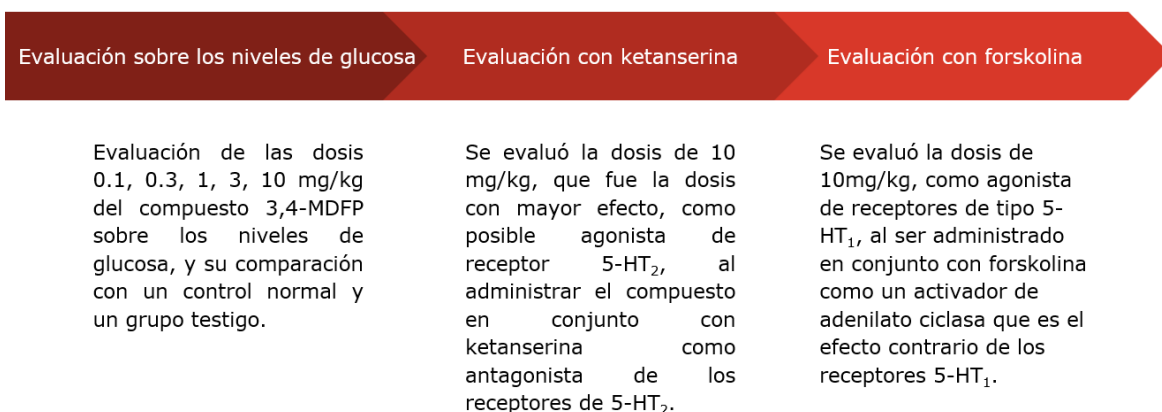 Evaluación sobre los niveles de glucosa
Evaluación con ketanserina
Evaluación con forskolina
Evaluación de las dosis
0.1, 0.3, 1, 3, 10 mg/kg
del compuesto 3,4-MDFP
sobre los niveles de
glucosa, y su comparación
con un control normal y
un grupo testigo.
Se evaluó la dosis de 10
mg/kg, que fue la dosis
con mayor efecto, como
posible agonista de
receptor 5-HT₂, al
administrar el compuesto
en conjunto con
ketanserina como
antagonista de los
receptores de 5-HT₂.
Se evaluó la dosis de
10mg/kg, como agonista
de receptores de tipo 5-
HT₁, al ser administrado
en conjunto con forskolina
como un activador de
adenilato ciclasa que es el
efecto contrario de los
receptores 5-HT₁.